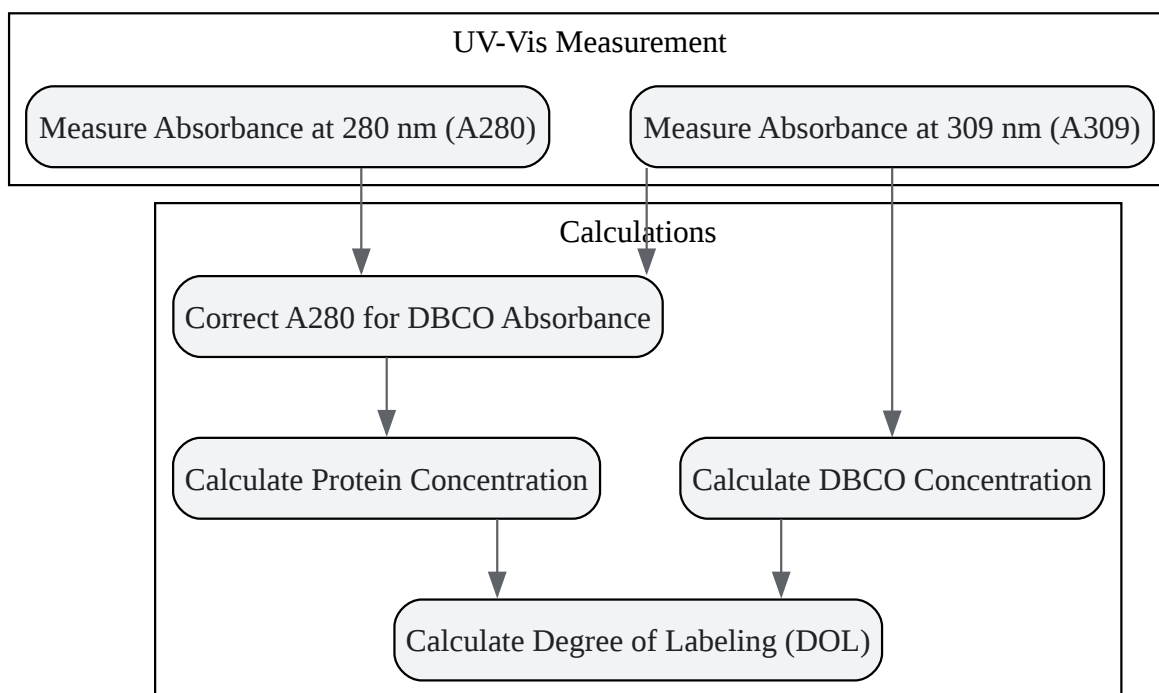 UV-Vis Measurement
Measure Absorbance at 280 nm (A280)
Measure Absorbance at 309 nm (A309)
Calculations
Correct A280 for DBCO Absorbance
Calculate Protein Concentration
Calculate DBCO Concentration
Calculate Degree of Labeling (DOL)